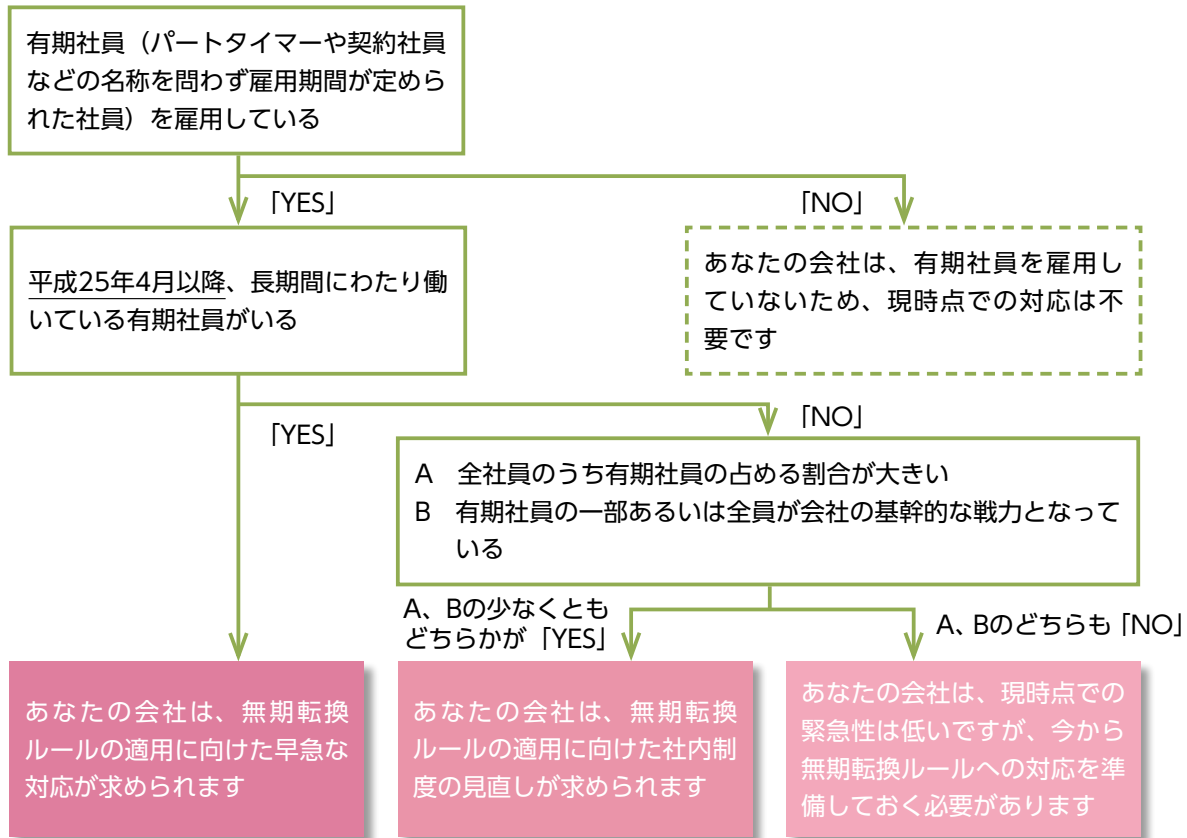 有期社員（パートタイマーや契約社員
などの名称を問わず雇用期間が定めら
れた社員）を雇用している
「YES」
「NO」
平成25年4月以降、長期間にわたり働
いている有期社員がいる
あなたの会社は、有期社員を雇用し
ていないため、現時点での対応は不
要です
「YES」
「NO」
A　全社員のうち有期社員の占める割合が大きい
B　有期社員の一部あるいは全員が会社の基幹的な戦力となって
いる
A、Bの少なくとも
どちらかが「YES」
A、Bのどちらも「NO」
あなたの会社は、無期転換
ルールの適用に向けた早急な
対応が求められます
あなたの会社は、無期転換
ルールの適用に向けた社内制
度の見直しが求められます
あなたの会社は、現時点での
緊急性は低いですが、今から
無期転換ルールへの対応を準
備しておく必要があります